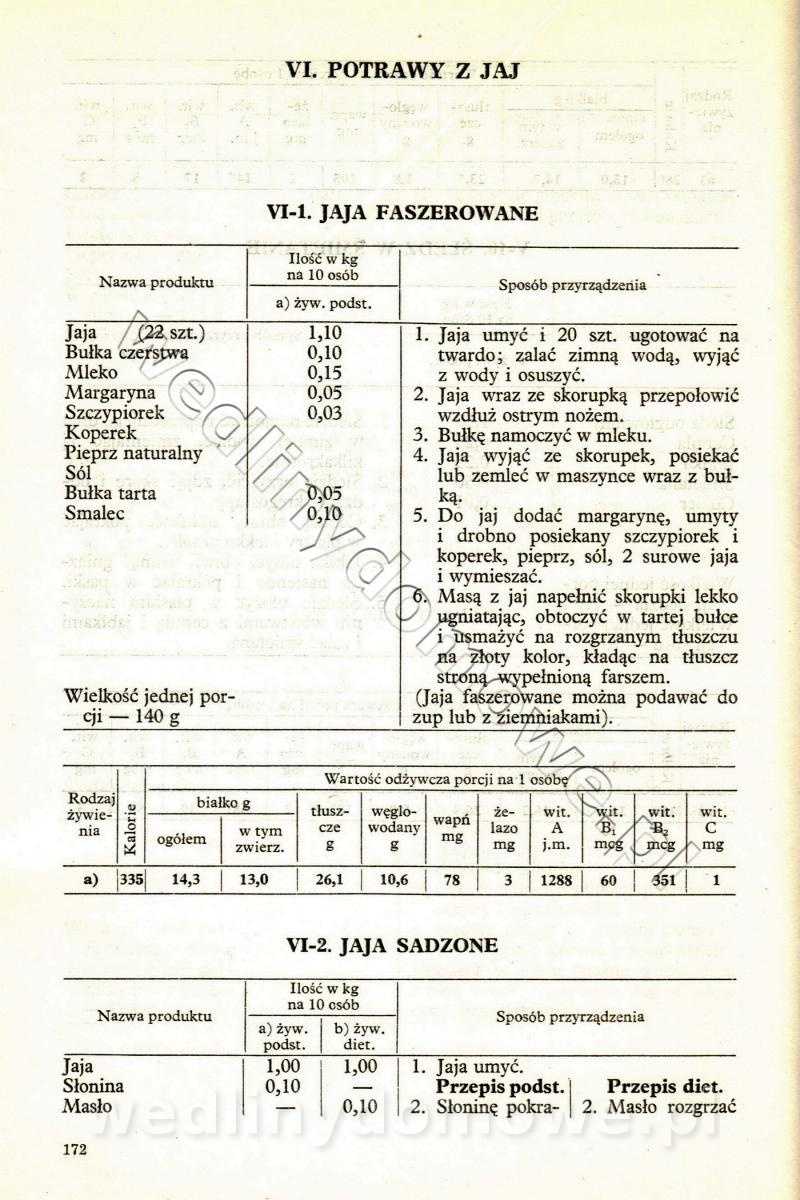 VI. POTRAWY Z JAJ
VI-1. JAJA FASZEROWANE
Nazwa produktu
Ilość w kg
na 10 osób
a) żyw. podst.
Sposób przyrządzenia
Jaja (22 szt.) 1,10
Bułka czerstwa 0,10
Mleko 0,15
Margaryna 0,05
Szczypiorek 0,03
Koperek
Pieprz naturalny
Sól
Bułka tarta 0,05
Smalec 0,10
Wielkość jednej por-
cji — 140 g
1. Jaja umyć i 20 szt. ugotować na
twardo; zalać zimną wodą, wyjąć
z wody i osuszyć.
2. Jaja wraz ze skorupką przepołowić
wzdłuż ostrym nożem.
3. Bułkę namoczyć w mleku.
4. Jaja wyjąć ze skorupek, posiekać
lub zemleć w maszynce wraz z buł-
ką.
5. Do jaj dodać margarynę, umyty
i drobno posiekany szczypiorek i
koperek, pieprz, sól, 2 surowe jaja
i wymieszać.
6. Masą z jaj napełnić skorupki lekko
ugniatając, obtoczyć w tartej bułce
i usmażyć na rozgrzanym tłuszczu
na złoty kolor, kładąc na tłuszcz
stroną wypełnioną farszem.
(Jaja faszerowane można podawać do
zup lub z ziemniakami).
Rodzaj
żywie-
nia
Kalorie
Wartość odżywcza porcji na 1 osobę
białko g
ogółem
w tym
zwierz.
tłusz-
cze
g
węglo-
wodany
g
wapń
mg
że-
lazo
mg
wit.
A
j.m.
wit.
B₁
mcg
wit.
B₂
mcg
wit.
C
mg
a) 335 14,3 13,0 26,1 10,6 78 3 1288 60 351 1
VI-2. JAJA SADZONE
Nazwa produktu
Ilość w kg
na 10 osób
a) żyw.
podst.
b) żyw.
diet.
Sposób przyrządzenia
Jaja 1,00 1,00
Słonina 0,10 —
Masło — 0,10
1. Jaja umyć.
Przepis podst.
2. Słoninę pokra-
Przepis diet.
2. Masło rozgrzać
172
wedlinydomowe.pl
wedlinydomowe.pl